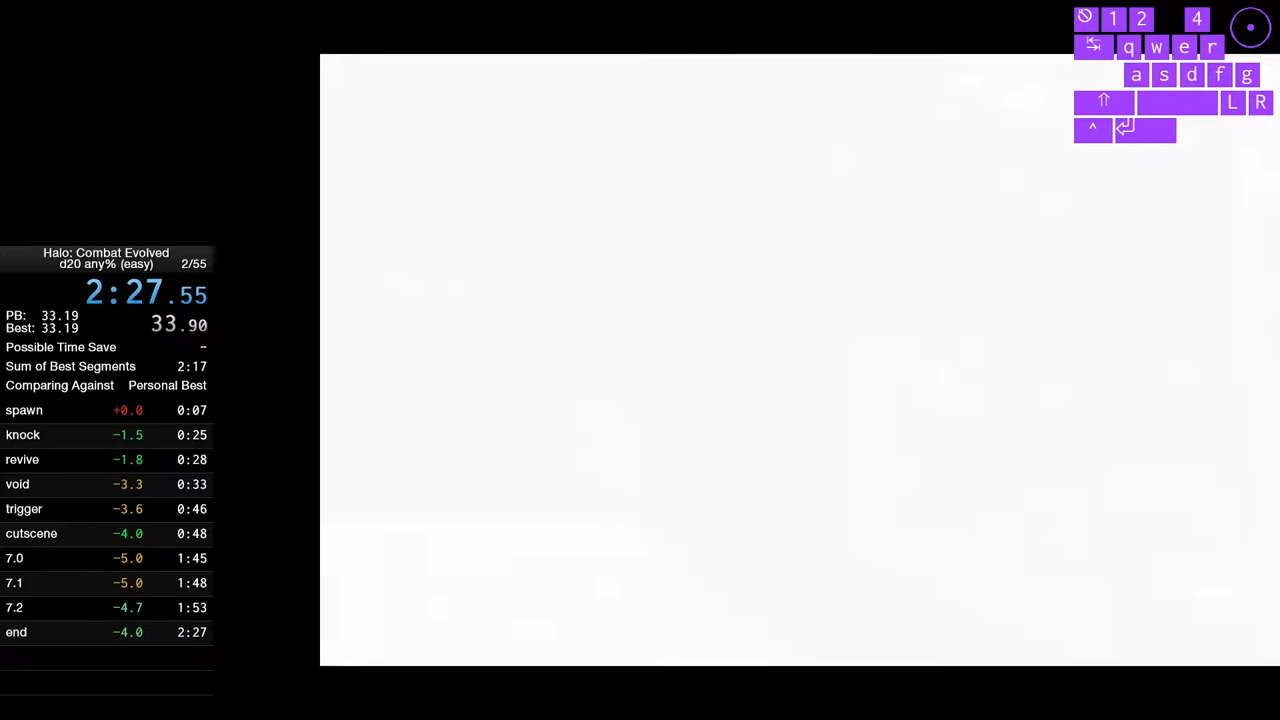 Halo: Combat Evolved
d20 any% (easy) 2/55
2:27.55
PB: 33.19
Best: 33.19
33.90
Possible Time Save -
Sum of Best Segments 2:17
Comparing Against Personal Best
spawn +0.0 0:07
knock -1.5 0:25
revive -1.8 0:28
void -3.3 0:33
trigger -3.6 0:46
cutscene -4.0 0:48
7.0 -5.0 1:45
7.1 -5.0 1:48
7.2 -4.7 1:53
end -4.0 2:27
1 2 4
q w e r
a s d f g
L R
^